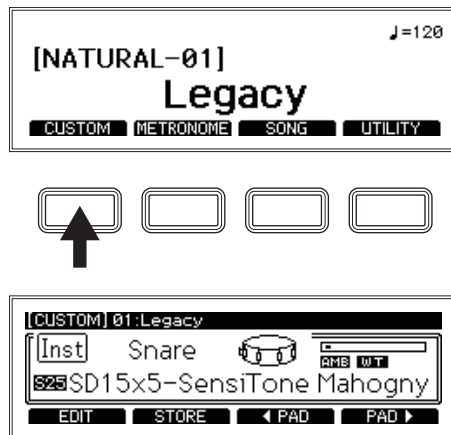 ♩=120
[NATURAL-01]
Legacy
CUSTOM METRONOME SONG UTILITY
[CUSTOM] 01:Legacy
Inst Snare AMB WT
S25 SD15x5-SensiTone Mahogny
EDIT STORE ◀ PAD PAD ▶